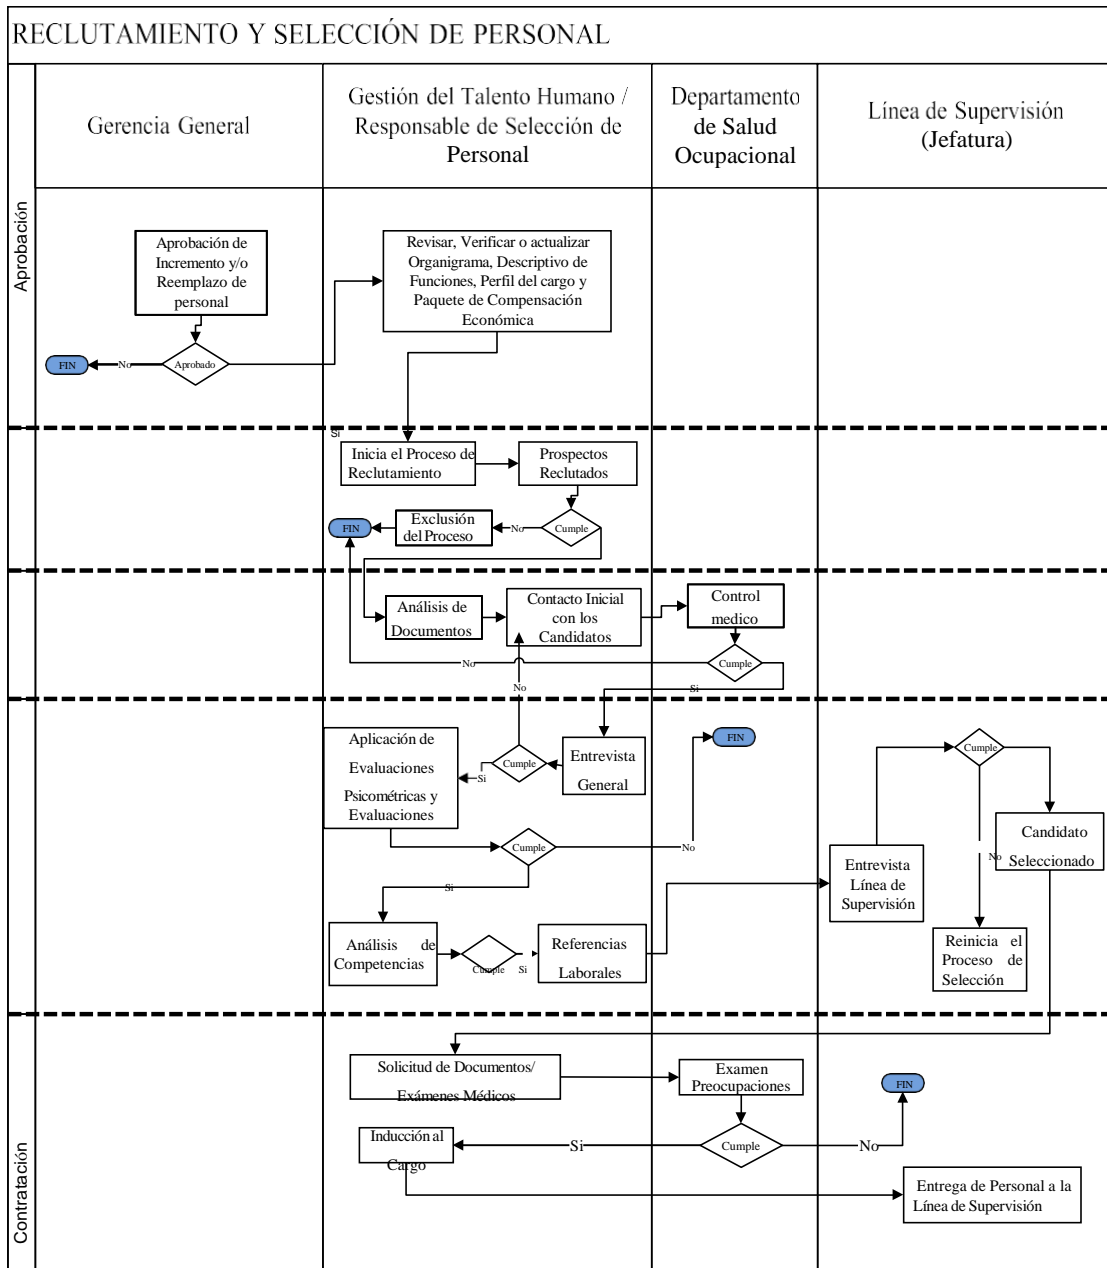 RECLUTAMIENTO Y SELECCIÓN DE PERSONAL
Gerencia General
Gestión del Talento Humano /
Responsable de Selección de
Personal
Departamento
de Salud
Ocupacional
Línea de Supervisión
(Jefatura)
Aprobación
Aprobación de
Incremento y/o
Reemplazo de
personal
Revisar, Verificar o actualizar
Organigrama, Descriptivo de
Funciones, Perfil del cargo y
Paquete de Compensación
Económica
FIN
No
Aprobado
Si
Inicia el Proceso de
Reclutamiento
Prospectos
Reclutados
FIN
Exclusión
del Proceso
No
Cumple
Análisis de
Documentos
Contacto Inicial
con los
Candidatos
Control
medico
No
Cumple
No
Si
Aplicación de
Evaluaciones
Psicométricas y
Evaluaciones
Si
Cumple
Entrevista
General
FIN
Cumple
Cumple
No
No
Candidato
Seleccionado
Entrevista
Línea de
Supervisión
Si
Análisis de
Competencias
Cumple
Si
Referencias
Laborales
Reinicia el
Proceso de
Selección
Contratación
Solicitud de Documentos/
Exámenes Médicos
Examen
Preocupaciones
FIN
Inducción al
Cargo
Si
Cumple
No
Entrega de Personal a la
Línea de Supervisión